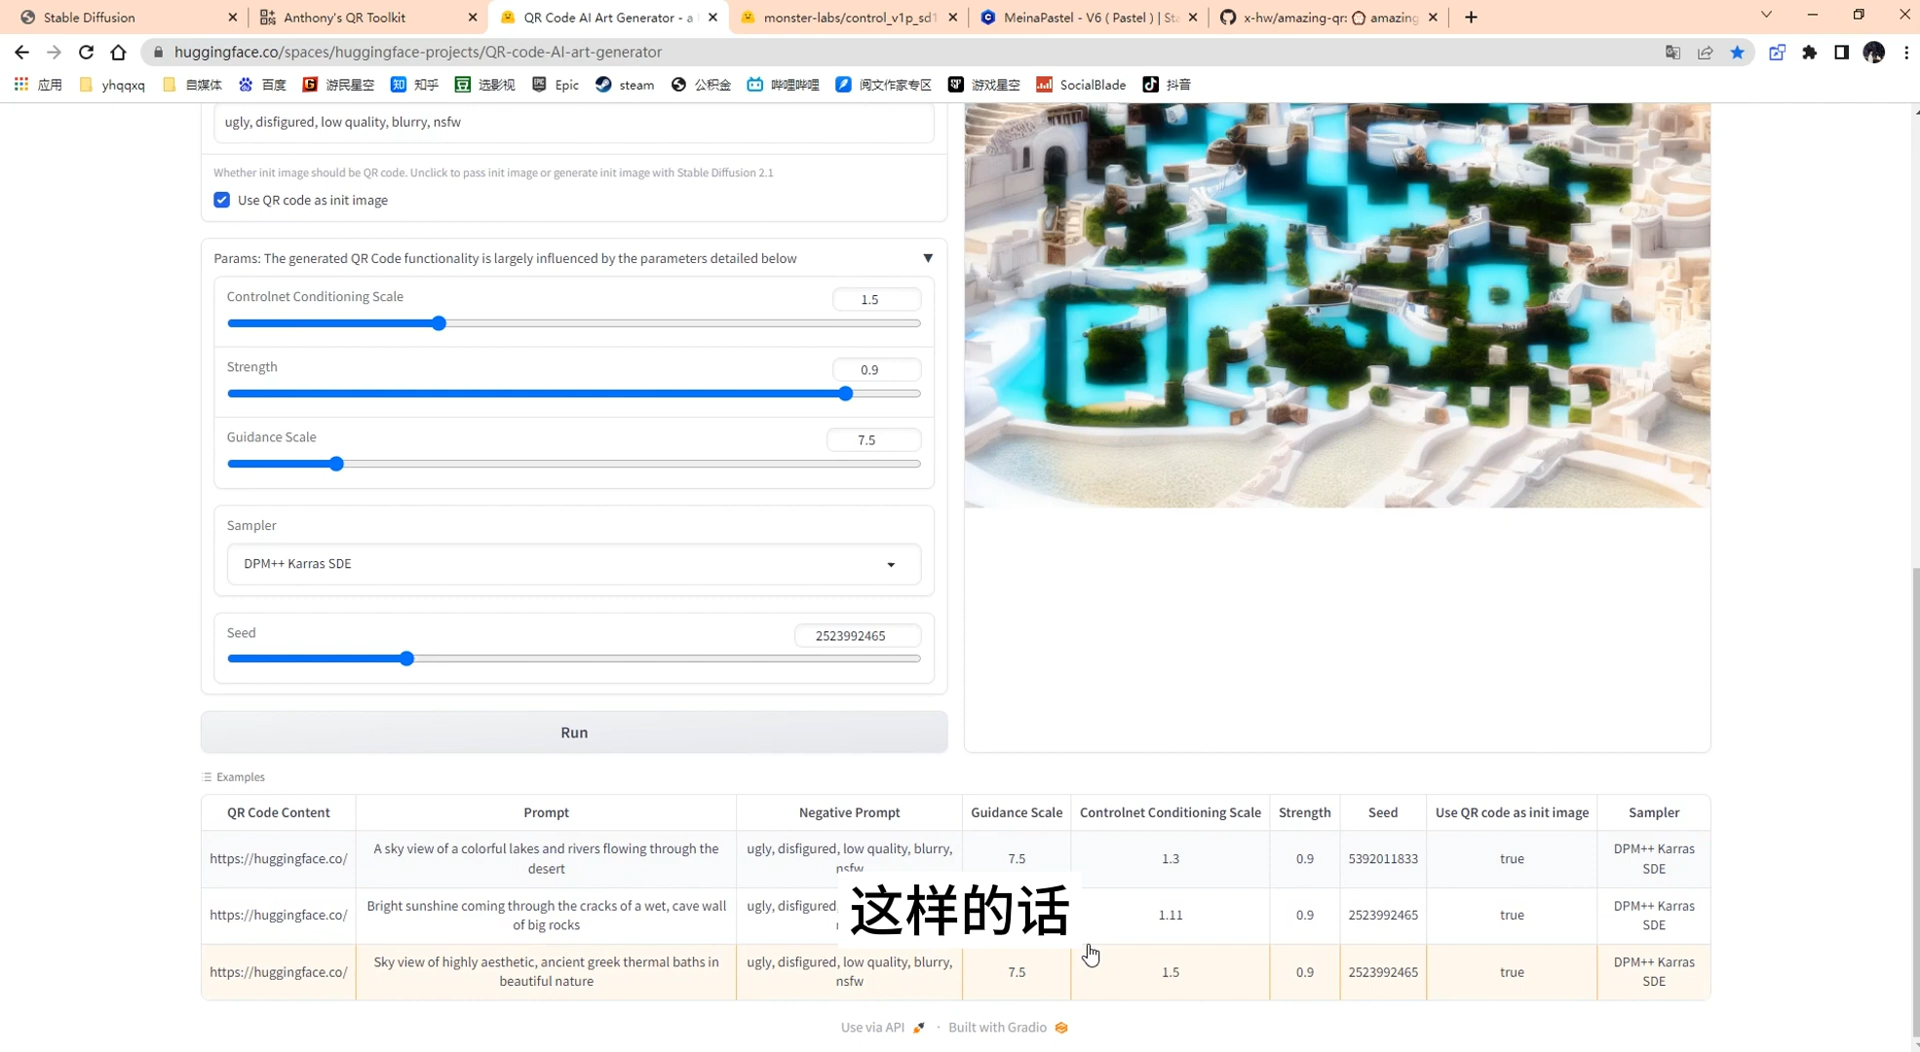 Stable Diffusion
Anthony's QR Toolkit
QR Code AI Art Generator - a
monster-labs/control_v1p_sd1
MeinaPastel - V6 ( Pastel ) | St
x-hw/amazing-qr: amazing
huggingface.co/spaces/huggingface-projects/QR-code-AI-art-generator
应用 yhqqxq 自媒体 百度 游民星空 知乎 选影视 Epic steam 公积金 哔哩哔哩 阅文作家专区 游戏星空 SocialBlade 抖音
ugly, disfigured, low quality, blurry, nsfw
Whether init image should be QR code. Unclick to pass init image or generate init image with Stable Diffusion 2.1
Use QR code as init image
Params: The generated QR Code functionality is largely influenced by the parameters detailed below
Controlnet Conditioning Scale 1.5
Strength 0.9
Guidance Scale 7.5
Sampler
DPM++ Karras SDE
Seed 2523992465
Run
Examples
QR Code Content Prompt Negative Prompt Guidance Scale Controlnet Conditioning Scale Strength Seed Use QR code as init image Sampler
https://huggingface.co/ A sky view of a colorful lakes and rivers flowing through the desert ugly, disfigured, low quality, blurry, nsfw 7.5 1.3 0.9 5392011833 true DPM++ Karras SDE
https://huggingface.co/ Bright sunshine coming through the cracks of a wet, cave wall of big rocks ugly, disfigured, 1.11 0.9 2523992465 true DPM++ Karras SDE
这样的话
https://huggingface.co/ Sky view of highly aesthetic, ancient greek thermal baths in beautiful nature ugly, disfigured, low quality, blurry, nsfw 7.5 1.5 0.9 2523992465 true DPM++ Karras SDE
Use via API · Built with Gradio